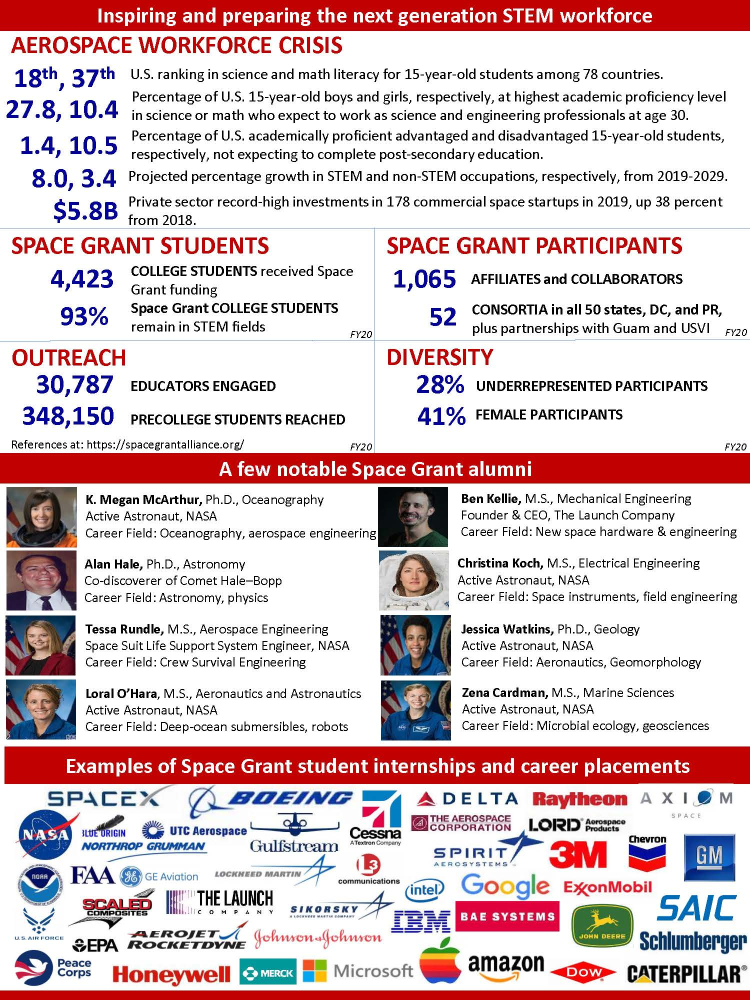 Inspiring and preparing the next generation STEM workforce
AEROSPACE WORKFORCE CRISIS
18th, 37th U.S. ranking in science and math literacy for 15-year-old students among 78 countries.
27.8, 10.4 Percentage of U.S. 15-year-old boys and girls, respectively, at highest academic proficiency level
in science or math who expect to work as science and engineering professionals at age 30.
1.4, 10.5 Percentage of U.S. academically proficient advantaged and disadvantaged 15-year-old students,
respectively, not expecting to complete post-secondary education.
8.0, 3.4 Projected percentage growth in STEM and non-STEM occupations, respectively, from 2019-2029.
$5.8B Private sector record-high investments in 178 commercial space startups in 2019, up 38 percent
from 2018.
SPACE GRANT STUDENTS
4,423 COLLEGE STUDENTS received Space
Grant funding
93% Space Grant COLLEGE STUDENTS
remain in STEM fields
FY20
SPACE GRANT PARTICIPANTS
1,065 AFFILIATES and COLLABORATORS
52 CONSORTIA in all 50 states, DC, and PR,
plus partnerships with Guam and USVI
FY20
OUTREACH
30,787 EDUCATORS ENGAGED
348,150 PRECOLLEGE STUDENTS REACHED
References at: https://spacegrantalliance.org/
FY20
DIVERSITY
28% UNDERREPRESENTED PARTICIPANTS
41% FEMALE PARTICIPANTS
FY20
A few notable Space Grant alumni
K. Megan McArthur, Ph.D., Oceanography
Active Astronaut, NASA
Career Field: Oceanography, aerospace engineering
Ben Kellie, M.S., Mechanical Engineering
Founder & CEO, The Launch Company
Career Field: New space hardware & engineering
Alan Hale, Ph.D., Astronomy
Co-discoverer of Comet Hale–Bopp
Career Field: Astronomy, physics
Christina Koch, M.S., Electrical Engineering
Active Astronaut, NASA
Career Field: Space instruments, field engineering
Tessa Rundle, M.S., Aerospace Engineering
Space Suit Life Support System Engineer, NASA
Career Field: Crew Survival Engineering
Jessica Watkins, Ph.D., Geology
Active Astronaut, NASA
Career Field: Aeronautics, Geomorphology
Loral O'Hara, M.S., Aeronautics and Astronautics
Active Astronaut, NASA
Career Field: Deep-ocean submersibles, robots
Zena Cardman, M.S., Marine Sciences
Active Astronaut, NASA
Career Field: Microbial ecology, geosciences
Examples of Space Grant student internships and career placements
SPACEX
BOEING
Cessna
A Textron Company
DELTA
Raytheon
AXIOM
SPACE
NASA
BLUE ORIGIN
UTC Aerospace
Gulfstream
THE AEROSPACE
CORPORATION
LORD® Aerospace
Products
NORTHROP GRUMMAN
SPIRIT
AEROSYSTEMS
3M
Chevron
GM
NOAA
FAA
GE Aviation
LOCKHEED MARTIN
L3
communications
intel
Google
ExxonMobil
SCALED
COMPOSITES
THE LAUNCH
COMPANY
SIKORSKY
A LOCKHEED MARTIN COMPANY
IBM
BAE SYSTEMS
JOHN DEERE
SAIC
U.S. AIR FORCE
EPA
AEROJET
ROCKETDYNE
Johnson & Johnson
Schlumberger
Peace
Corps
Honeywell
MERCK
Microsoft
amazon
Dow
CATERPILLAR®